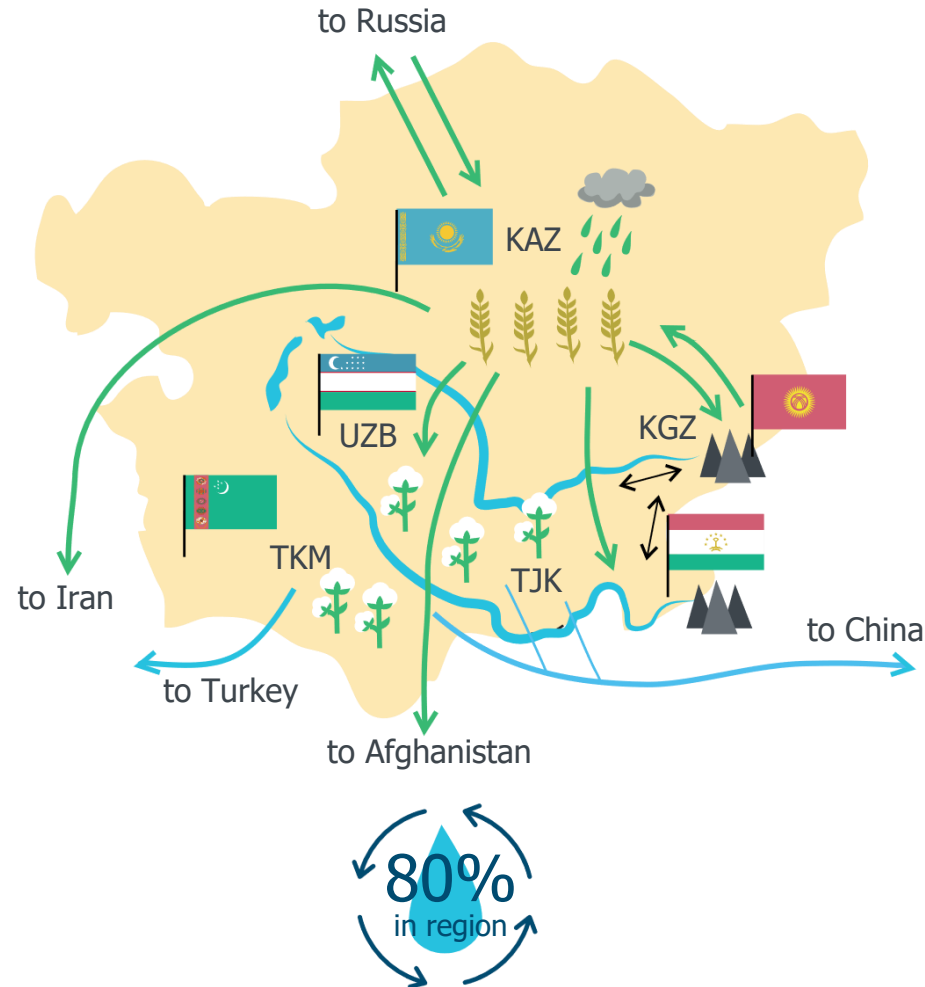 to Russia
KAZ
UZB
KGZ
TKM
TJK
to Iran
to China
to Turkey
to Afghanistan
80%
in region